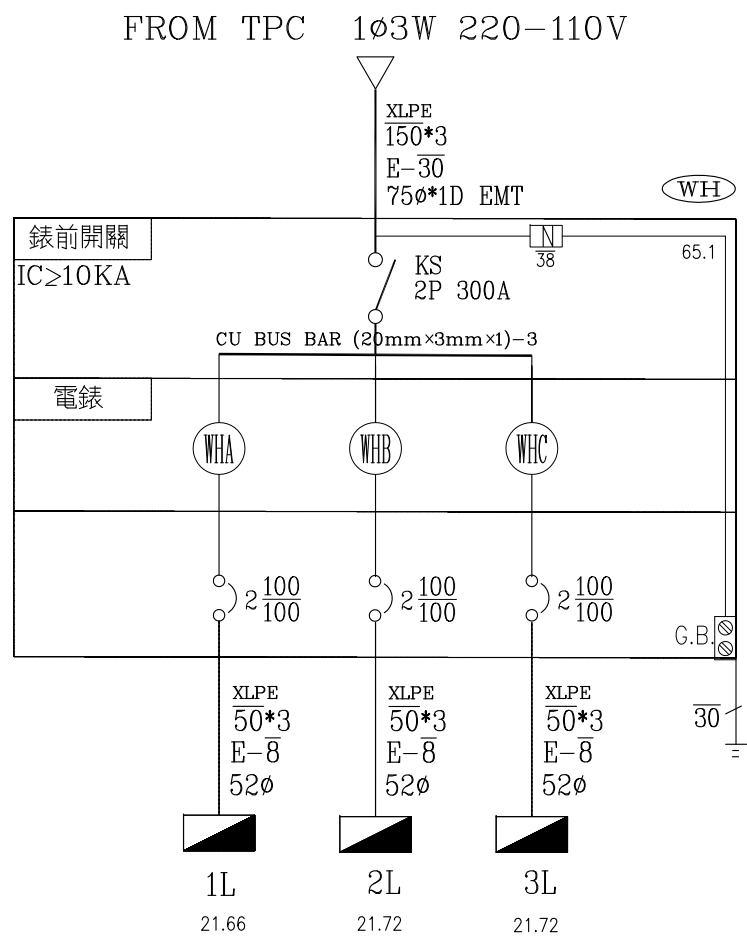 FROM TPC 1ø3W 220-110V
XLPE
150*3
E-30
75ø*1D EMT
WH
錶前開關
IC≥10KA
N
38
65.1
KS
2P 300A
CU BUS BAR (20mm×3mm×1)-3
電錶
WHA
WHB
WHC
2 100/100
2 100/100
2 100/100
G.B.
XLPE
50*3
E-8
52ø
XLPE
50*3
E-8
52ø
XLPE
50*3
E-8
52ø
30
1L
2L
3L
21.66
21.72
21.72